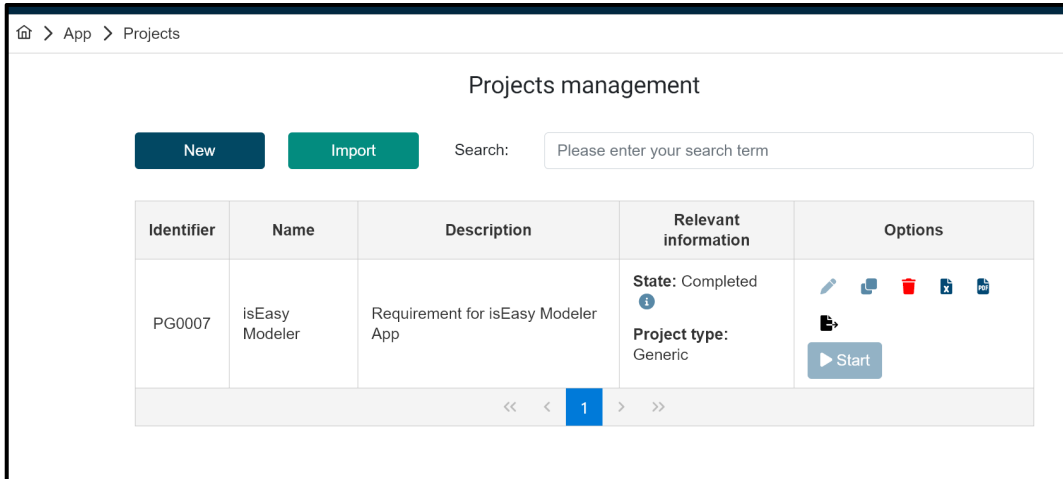 App Projects
Projects management
New Import Search: Please enter your search term
Identifier Name Description Relevant information Options
PG0007
isEasy
Modeler
Requirement for isEasy Modeler
App
State: Completed
Project type:
Generic
PDF
Start
<< < 1 > >>